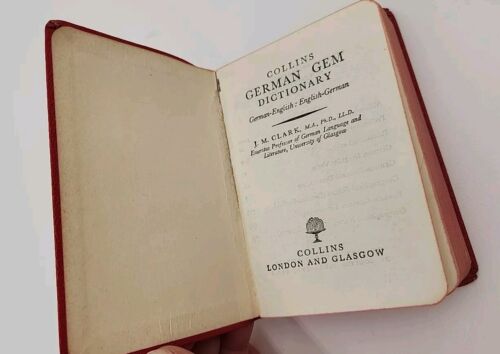 COLLINS
GERMAN GEM
DICTIONARY
German-English : English-German
J. M. CLARK, M.A., Ph.D., LL.D.
Emeritus Professor of German Language and
Literature, University of Glasgow
COLLINS
LONDON AND GLASGOW